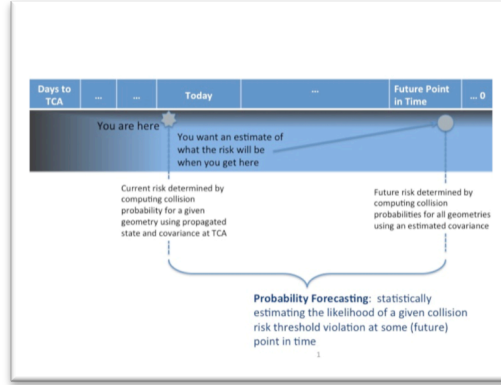 Days to
TCA
...
...
Today
...
Future Point
in Time
... 0
You are here
You want an estimate of
what the risk will be
when you get here
Current risk determined by
computing collision
probability for a given
geometry using propagated
state and covariance at TCA
Future risk determined by
computing collision
probabilities for all geometries
using an estimated covariance
Probability Forecasting: statistically
estimating the likelihood of a given collision
risk threshold violation at some (future)
point in time
1